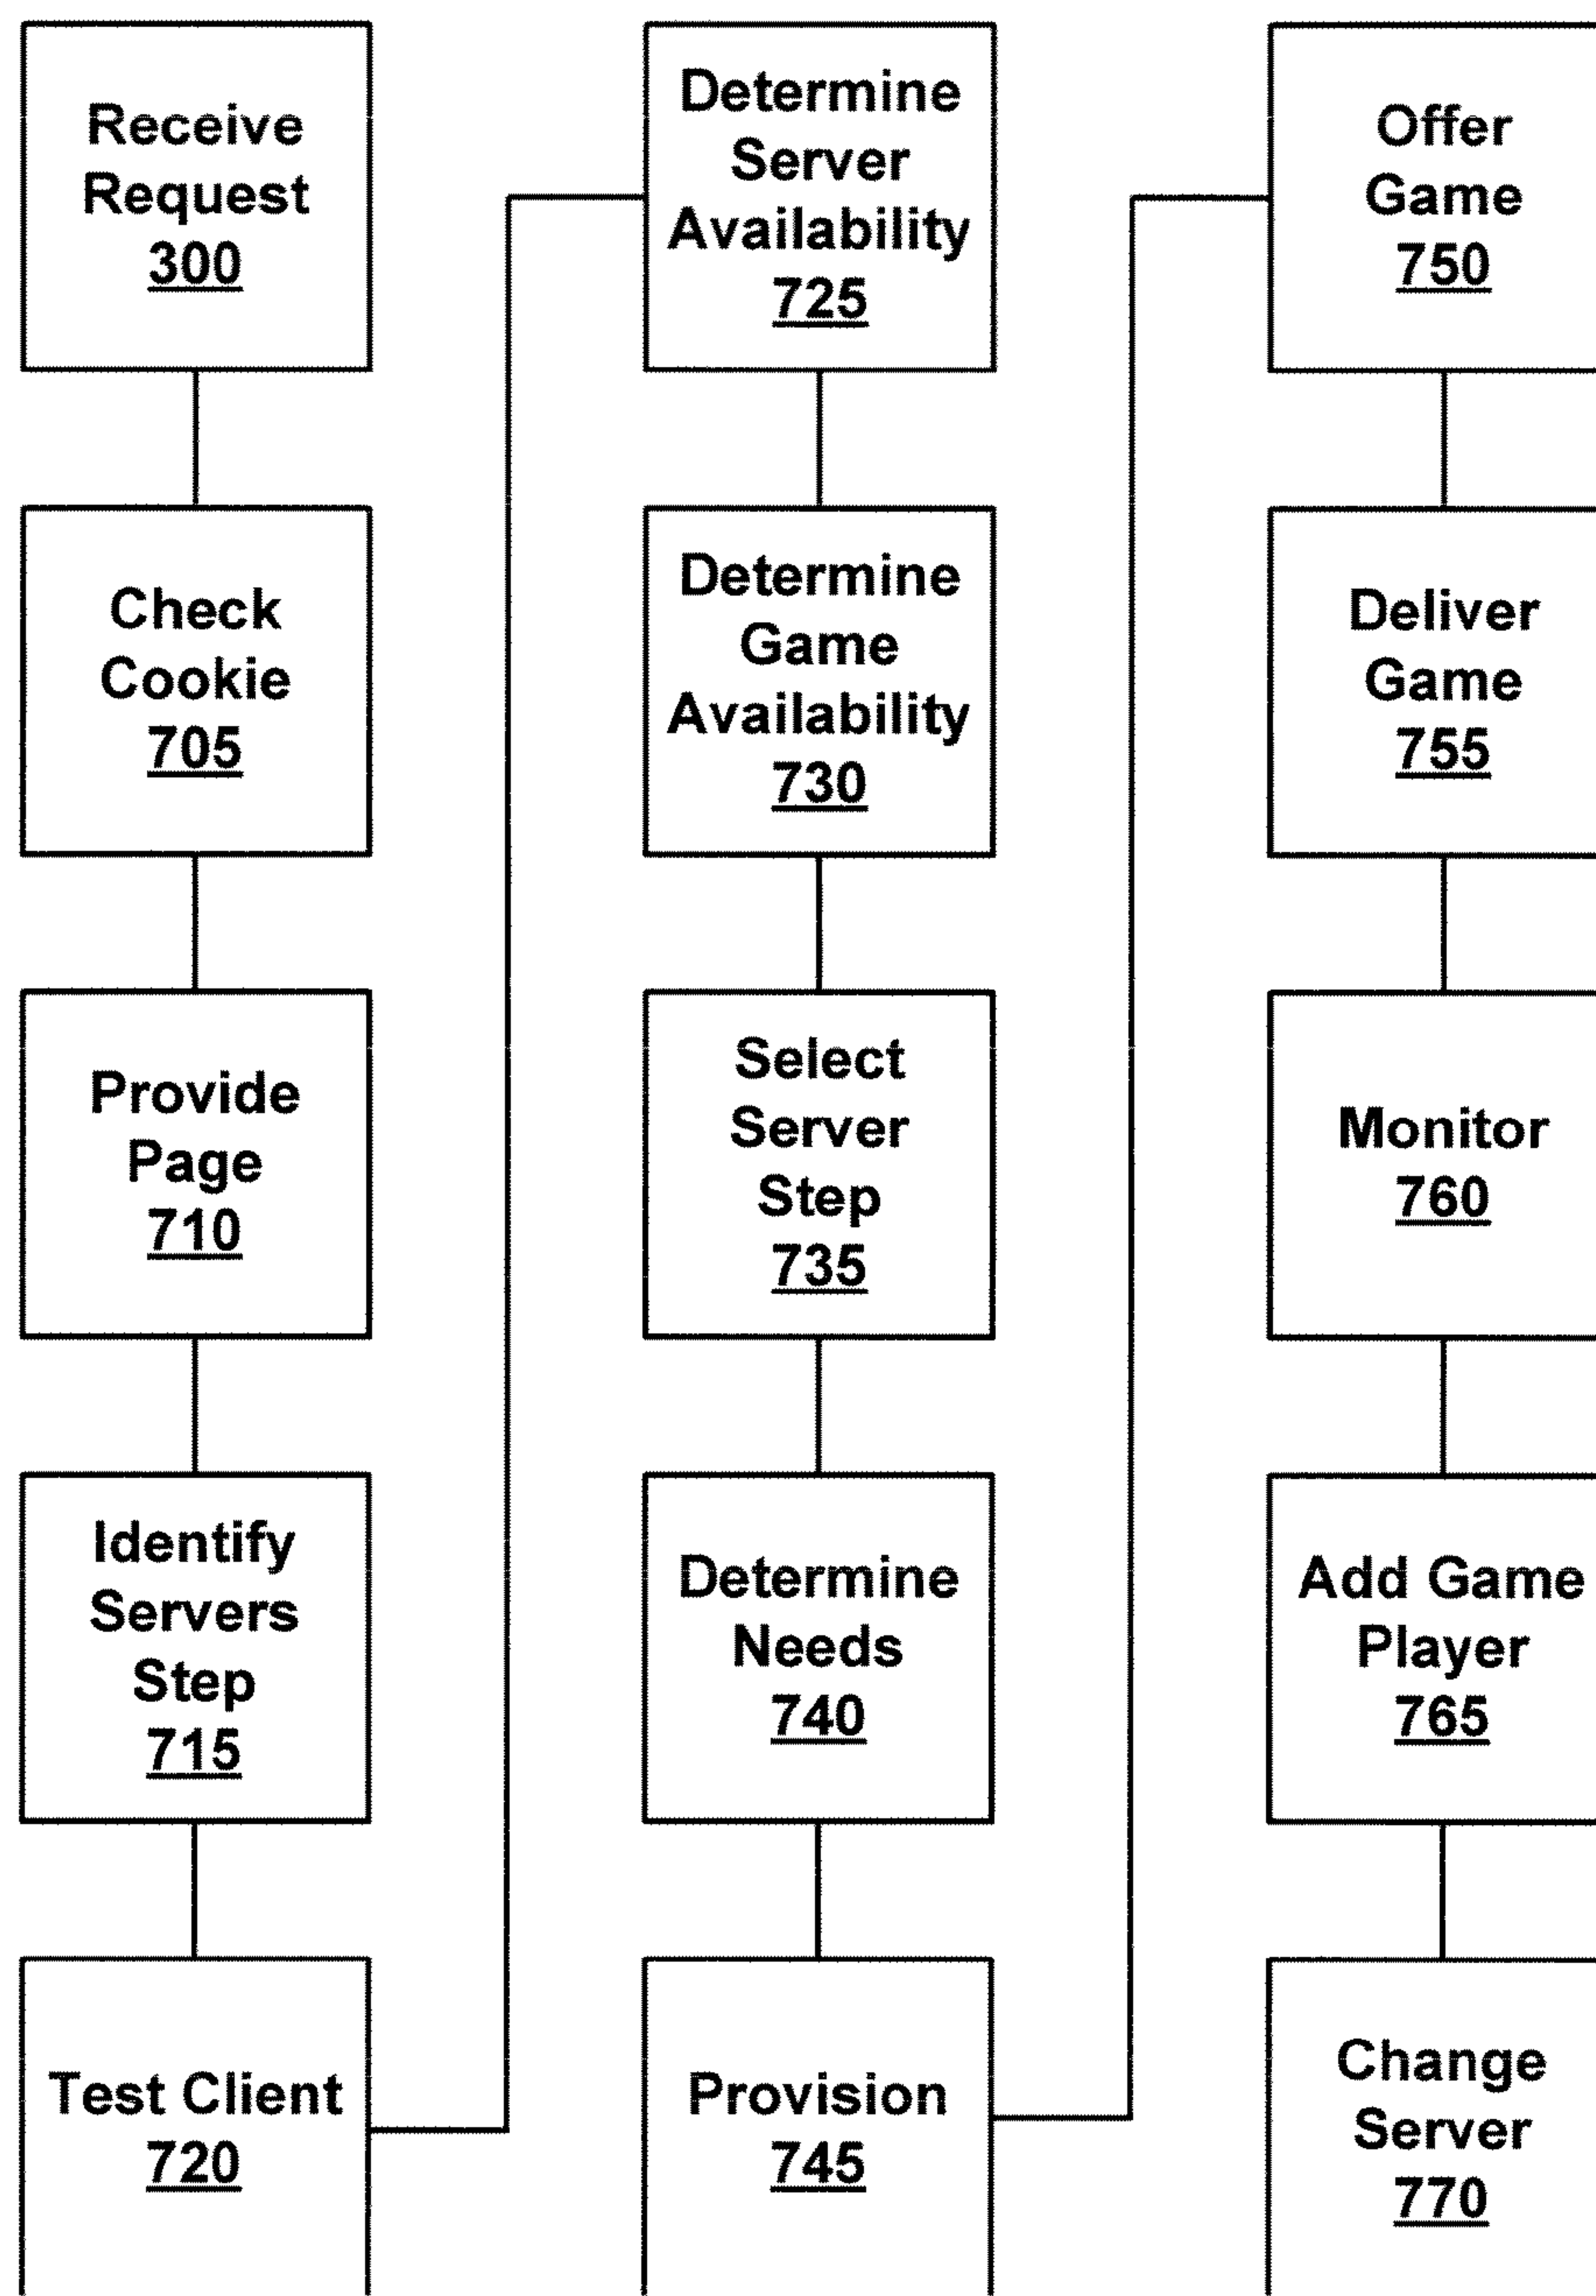 Receive
Request
300
Check
Cookie
705
Provide
Page
710
Identify
Servers
Step
715
Test Client
720
Determine
Server
Availability
725
Determine
Game
Availability
730
Select
Server
Step
735
Determine
Needs
740
Provision
745
Offer
Game
750
Deliver
Game
755
Monitor
760
Add Game
Player
765
Change
Server
770